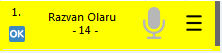 1.
Razvan Olaru
- 14 -
OK